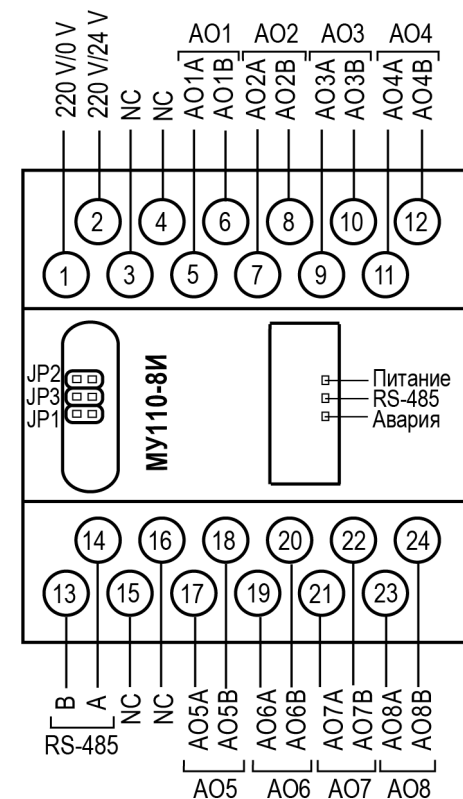 AO1 AO2 AO3 AO4
220 V/0 V
220 V/24 V
NC
NC
AO1A
AO1B
AO2A
AO2B
AO3A
AO3B
AO4A
AO4B
2 4 6 8 10 12
1 3 5 7 9 11
JP2
JP3
JP1
МУ110-8И
Питание
RS-485
Авария
14 16 18 20 22 24
13 15 17 19 21 23
B
A
NC
NC
AO5A
AO5B
AO6A
AO6B
AO7A
AO7B
AO8A
AO8B
RS-485
AO5 AO6 AO7 AO8